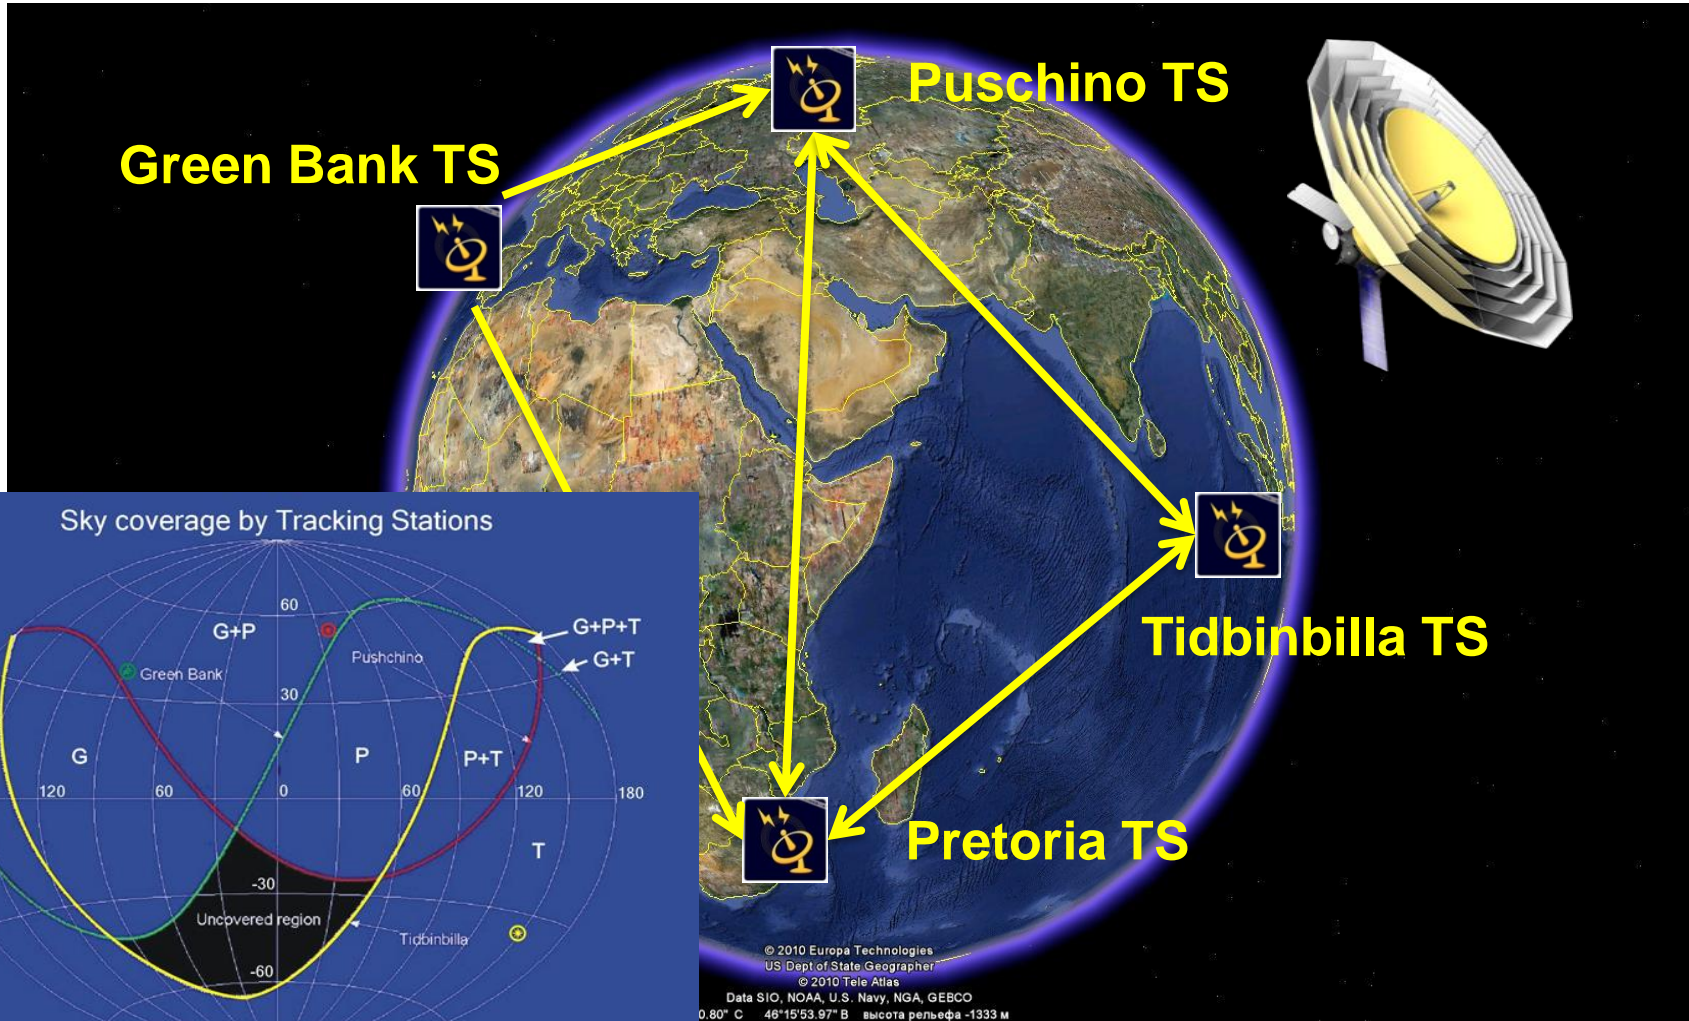 Puschino TS
Green Bank TS
Tidbinbilla TS
Pretoria TS
Sky coverage by Tracking Stations
60
G+P
G+P+T
G+T
Pushchino
Green Bank
30
G
P
P+T
120
60
0
60
120
180
T
-30
Uncovered region
Tidbinbilla
-60
© 2010 Europa Technologies
US Dept of State Geographer
© 2010 Tele Atlas
Data SIO, NOAA, U.S. Navy, NGA, GEBCO
0.80" С 46°15'53.97" В высота рельефа -1333 м